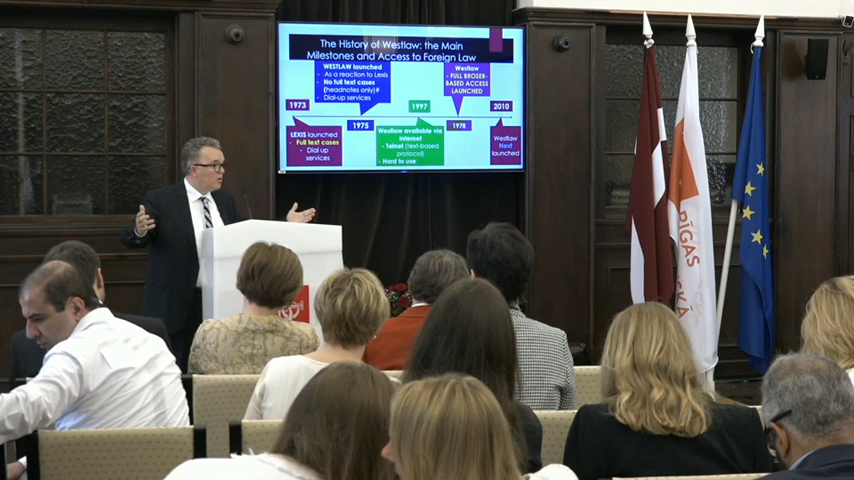 The History of Westlaw: the Main
Milestones and Access to Foreign Law
WESTLAW launched
- As a reaction to Lexis
- No full text cases
(headnotes only)#
- Dial-up services
Westlaw
- FULL BROSER-
BASED ACCESS
LAUNCHED
1973
1997
2010
1975
1978
LEXIS launched
- Full text cases
- Dial up
services
Westlaw available via
internet
- Telnet (text-based
protocol)
- Hard to use
Westlaw
Next
launched
RĪGAS